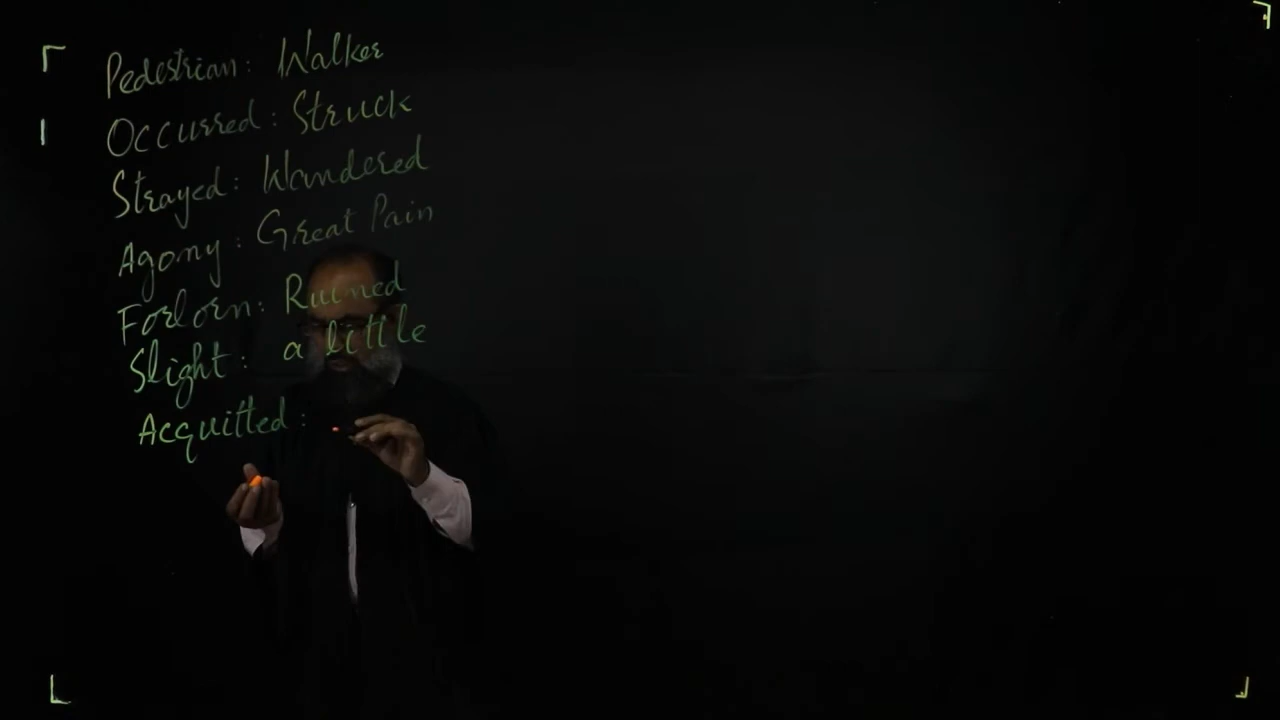 Pedestrian: Walker
Occurred: Struck
Strayed: Wandered
Agony: Great Pain
Forlorn: Ruined
Slight: a little
Acquitted: